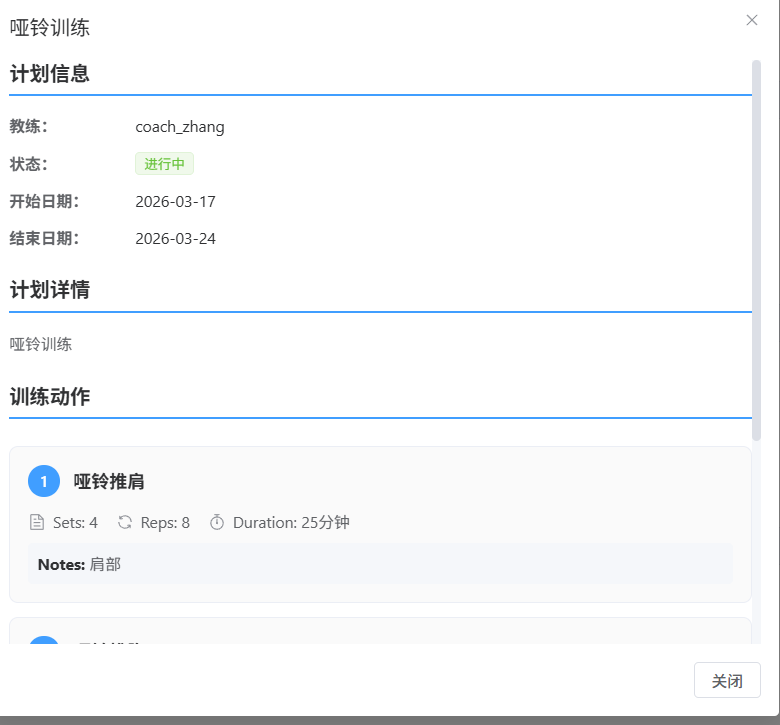 哑铃训练
计划信息
教练： coach_zhang
状态： 进行中
开始日期： 2026-03-17
结束日期： 2026-03-24
计划详情
哑铃训练
训练动作
1 哑铃推肩
Sets: 4 Reps: 8 Duration: 25分钟
Notes: 肩部
关闭